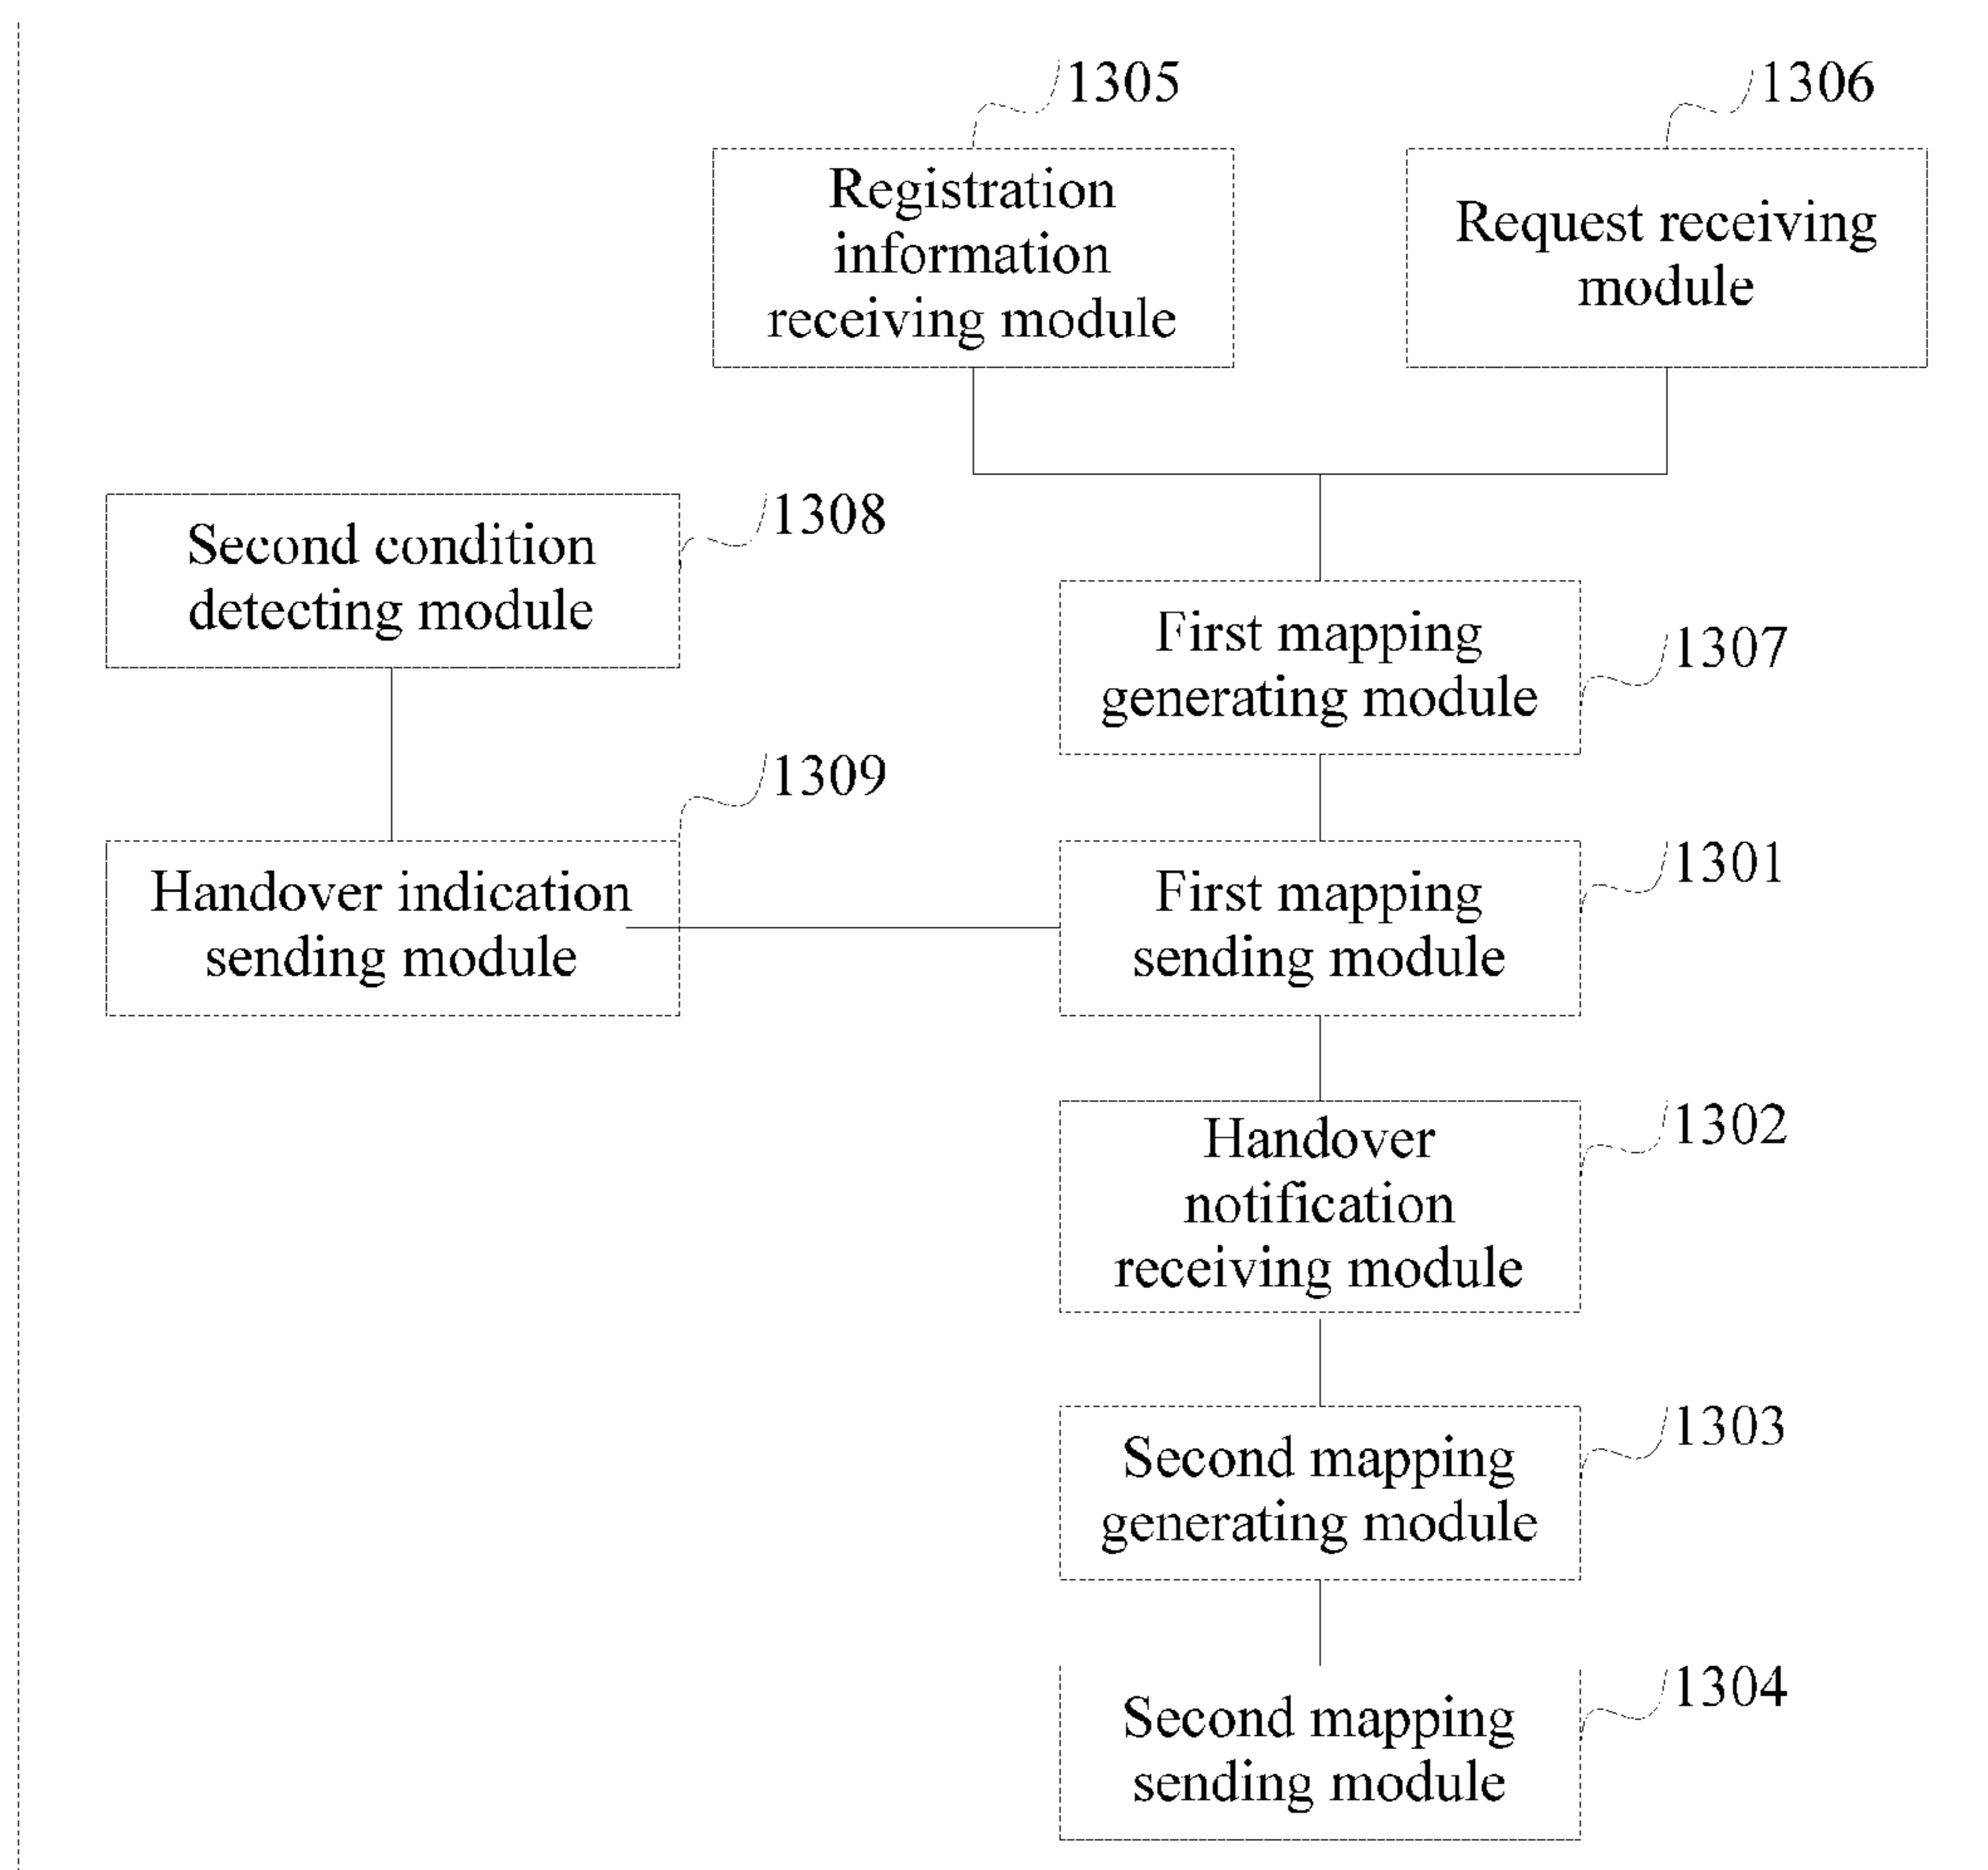 1305
1306
Registration
information
receiving module
Request receiving
module
1308
Second condition
detecting module
First mapping
generating module
1307
1309
Handover indication
sending module
First mapping
sending module
1301
Handover
notification
receiving module
1302
Second mapping
generating module
1303
Second mapping
sending module
1304